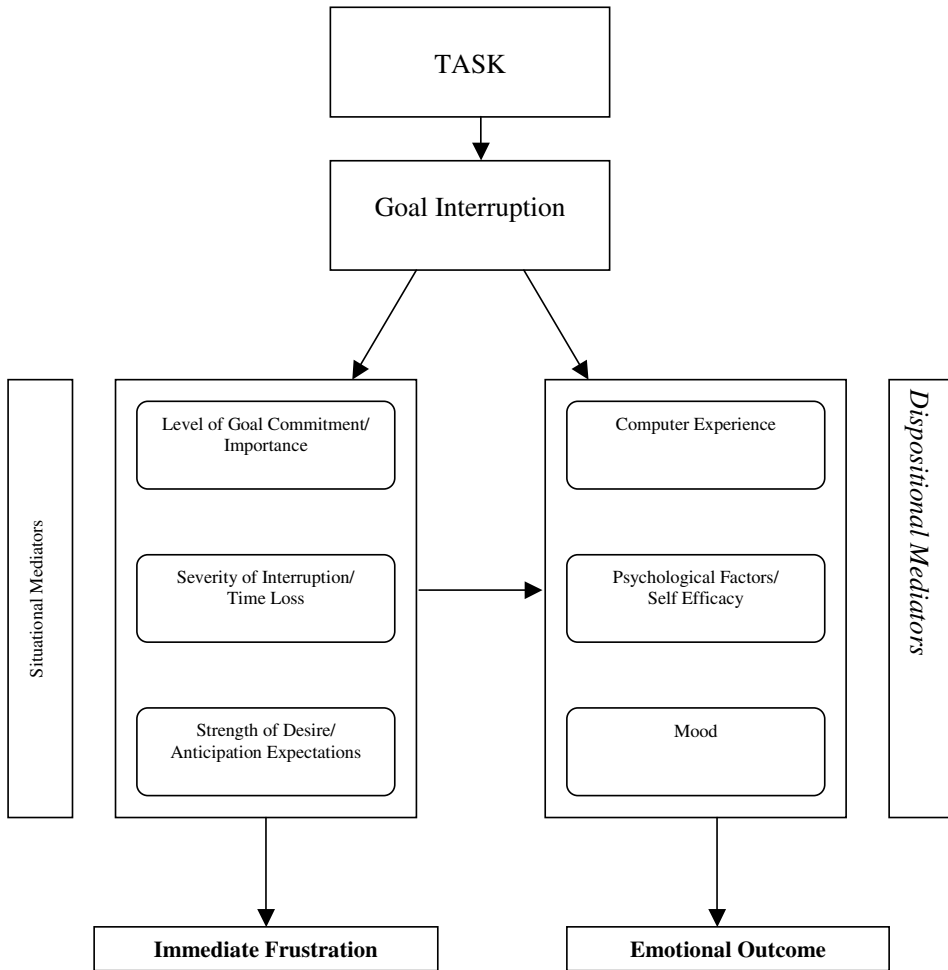 TASK
Goal Interruption
Situational Mediators
Level of Goal Commitment/
Importance
Severity of Interruption/
Time Loss
Strength of Desire/
Anticipation Expectations
Computer Experience
Psychological Factors/
Self Efficacy
Mood
Dispositional Mediators
Immediate Frustration
Emotional Outcome